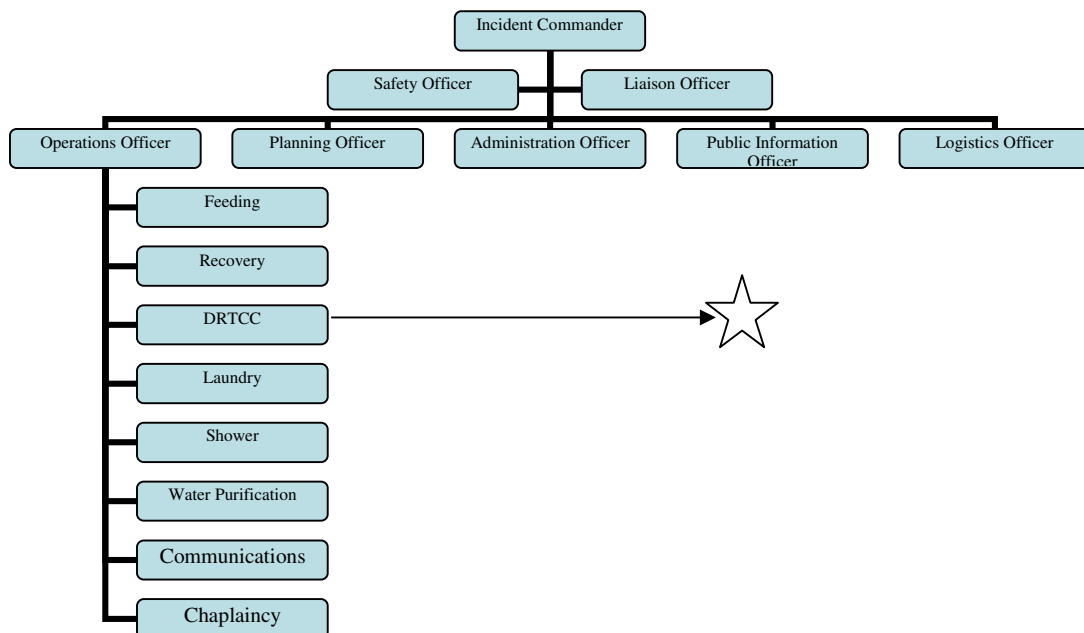 Incident Commander
Safety Officer
Liaison Officer
Operations Officer
Planning Officer
Administration Officer
Public Information
Officer
Logistics Officer
Feeding
Recovery
DRTCC
Laundry
Shower
Water Purification
Communications
Chaplaincy